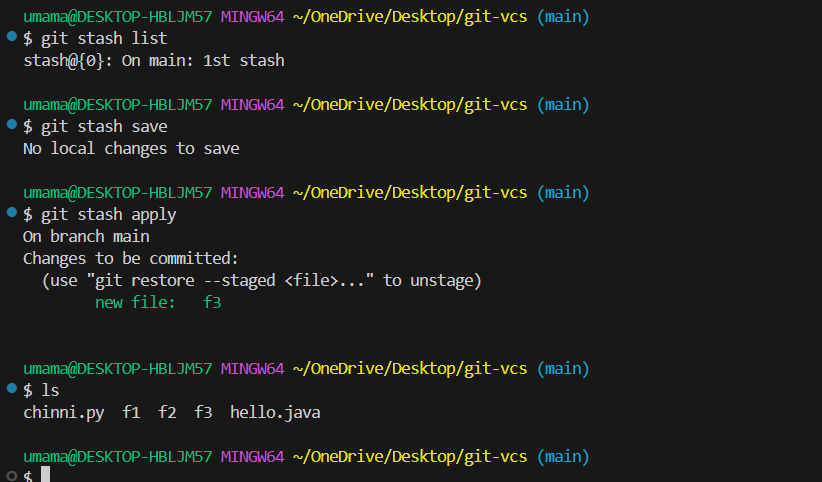 umama@DESKTOP-HBLJM57 MINGW64 ~/OneDrive/Desktop/git-vcs (main)
$ git stash list
stash@{0}: On main: 1st stash
umama@DESKTOP-HBLJM57 MINGW64 ~/OneDrive/Desktop/git-vcs (main)
$ git stash save
No local changes to save
umama@DESKTOP-HBLJM57 MINGW64 ~/OneDrive/Desktop/git-vcs (main)
$ git stash apply
On branch main
Changes to be committed:
  (use "git restore --staged <file>..." to unstage)
        new file:   f3
umama@DESKTOP-HBLJM57 MINGW64 ~/OneDrive/Desktop/git-vcs (main)
$ ls
chinni.py  f1  f2  f3  hello.java
umama@DESKTOP-HBLJM57 MINGW64 ~/OneDrive/Desktop/git-vcs (main)
$